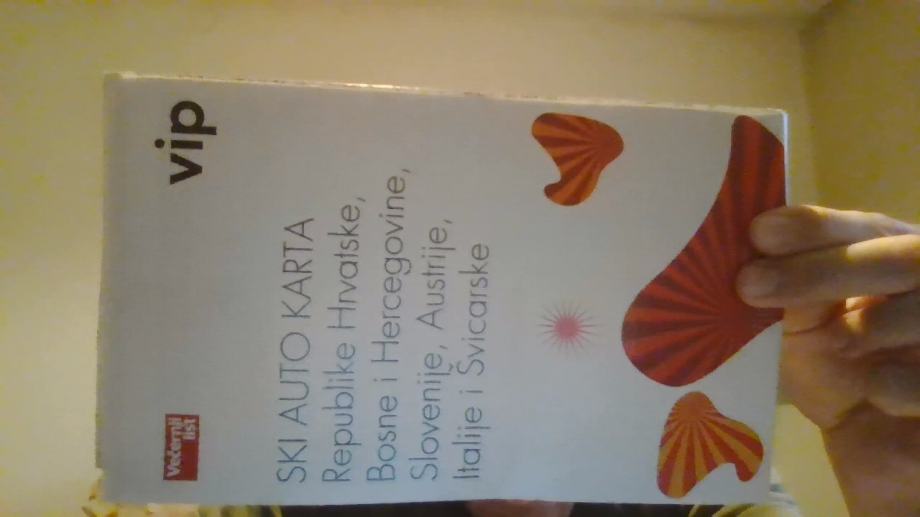 Večernji
list
vip
SKI AUTO KARTA
Republike Hrvatske,
Bosne i Hercegovine,
Slovenije, Austrije,
Italije i Švicarske